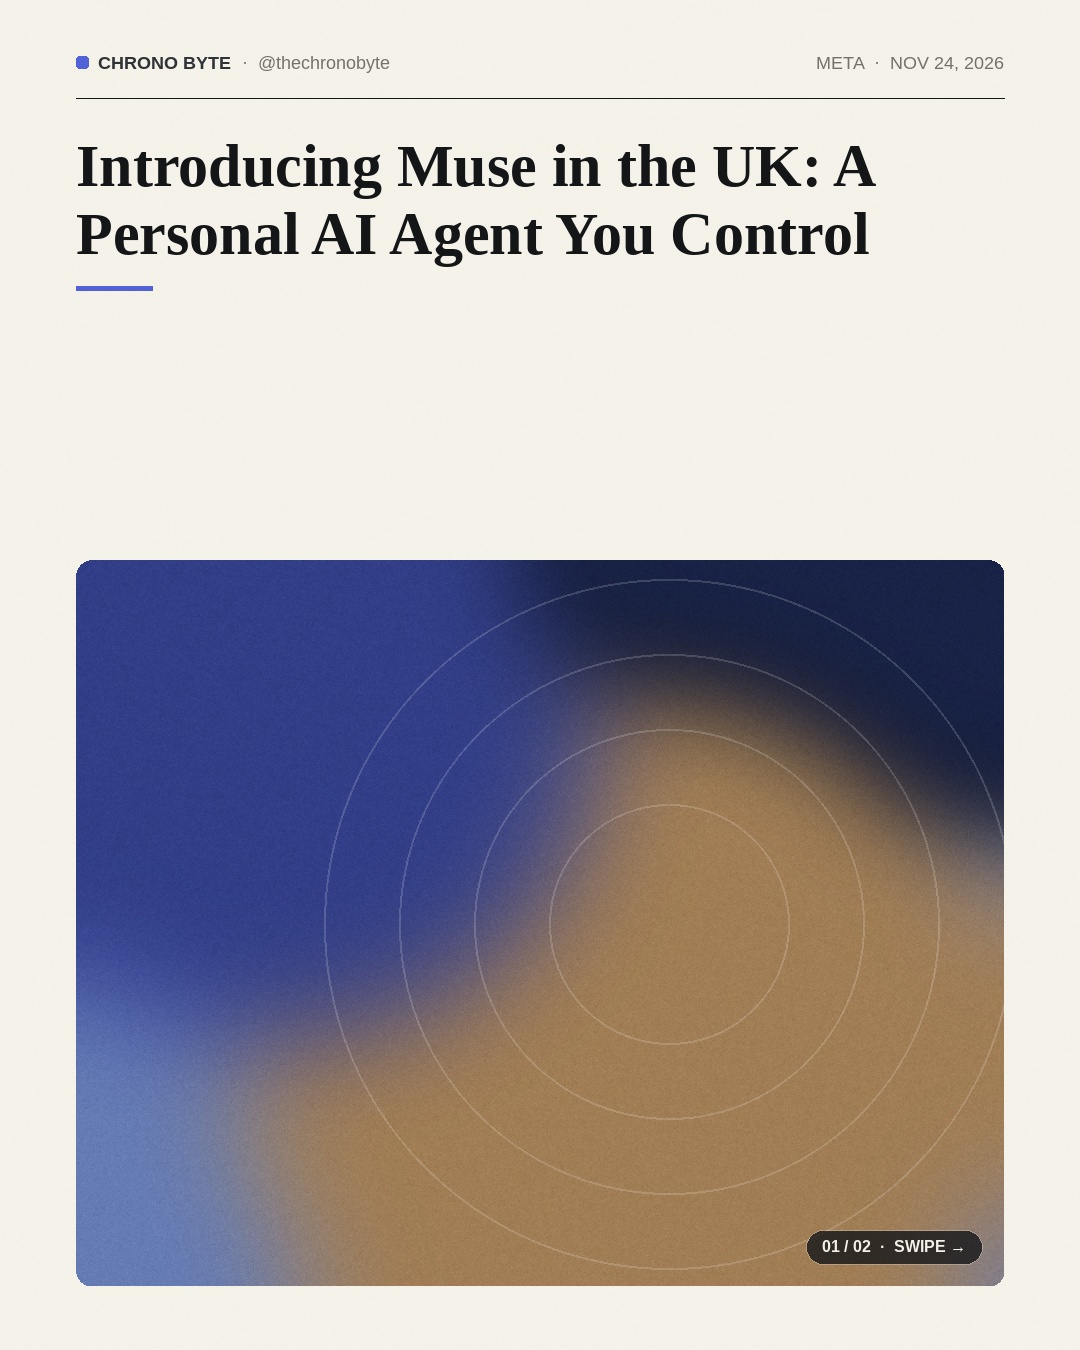 CHRONO BYTE · @thechronobyte
META · NOV 24, 2026
Introducing Muse in the UK: A
Personal AI Agent You Control
01 / 02 · SWIPE →